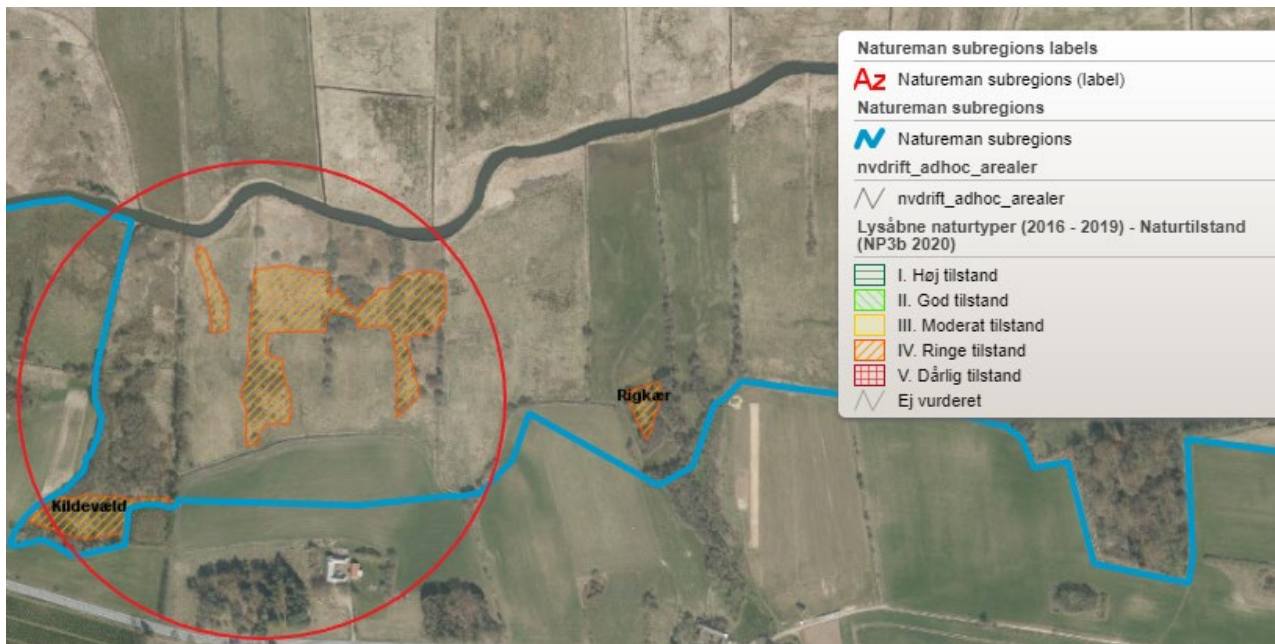 Natureman subregions labels
Az Natureman subregions (label)
Natureman subregions
Natureman subregions
nvdrift_adhoc_arealer
nvdrift_adhoc_arealer
Lysåbne naturtyper (2016 - 2019) - Naturtilstand
(NP3b 2020)
I. Høj tilstand
II. God tilstand
III. Moderat tilstand
IV. Ringe tilstand
V. Dårlig tilstand
Ej vurderet
Rigkær
Kildevæld